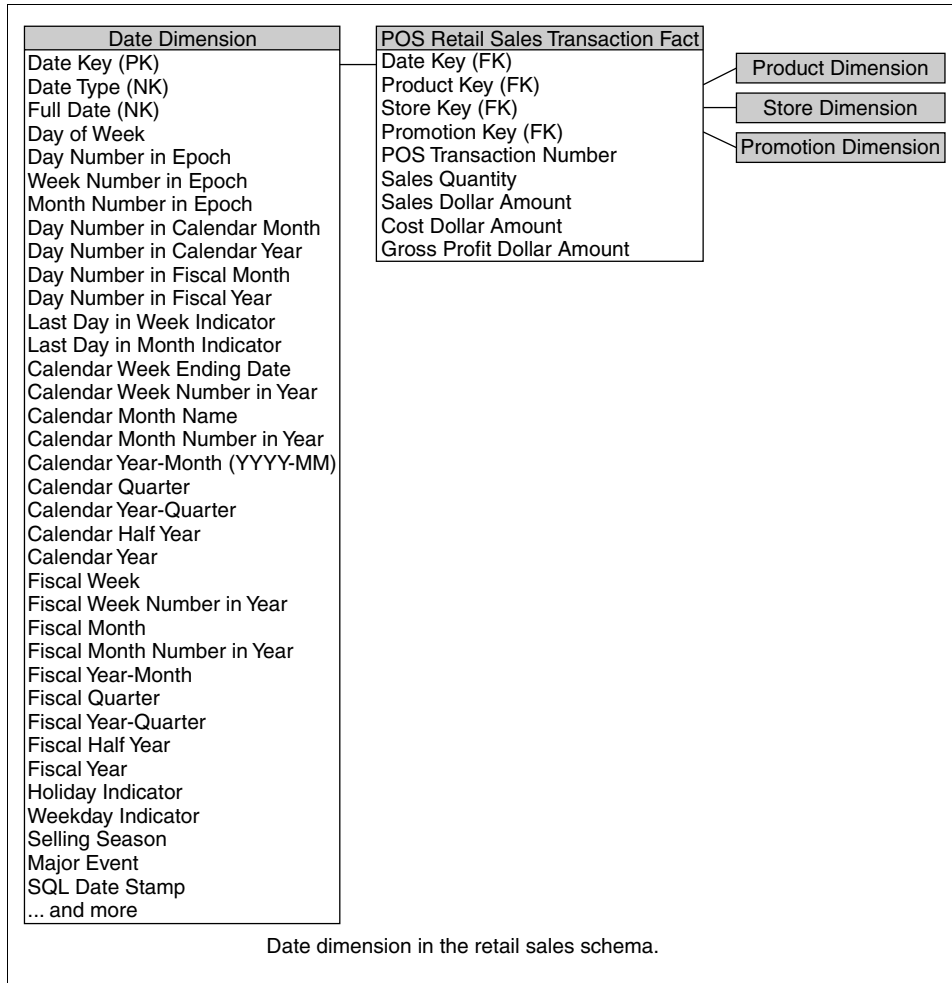 Date Dimension
Date Key (PK)
Date Type (NK)
Full Date (NK)
Day of Week
Day Number in Epoch
Week Number in Epoch
Month Number in Epoch
Day Number in Calendar Month
Day Number in Calendar Year
Day Number in Fiscal Month
Day Number in Fiscal Year
Last Day in Week Indicator
Last Day in Month Indicator
Calendar Week Ending Date
Calendar Week Number in Year
Calendar Month Name
Calendar Month Number in Year
Calendar Year-Month (YYYY-MM)
Calendar Quarter
Calendar Year-Quarter
Calendar Half Year
Calendar Year
Fiscal Week
Fiscal Week Number in Year
Fiscal Month
Fiscal Month Number in Year
Fiscal Year-Month
Fiscal Quarter
Fiscal Year-Quarter
Fiscal Half Year
Fiscal Year
Holiday Indicator
Weekday Indicator
Selling Season
Major Event
SQL Date Stamp
... and more
POS Retail Sales Transaction Fact
Date Key (FK)
Product Key (FK)
Store Key (FK)
Promotion Key (FK)
POS Transaction Number
Sales Quantity
Sales Dollar Amount
Cost Dollar Amount
Gross Profit Dollar Amount
Product Dimension
Store Dimension
Promotion Dimension
Date dimension in the retail sales schema.